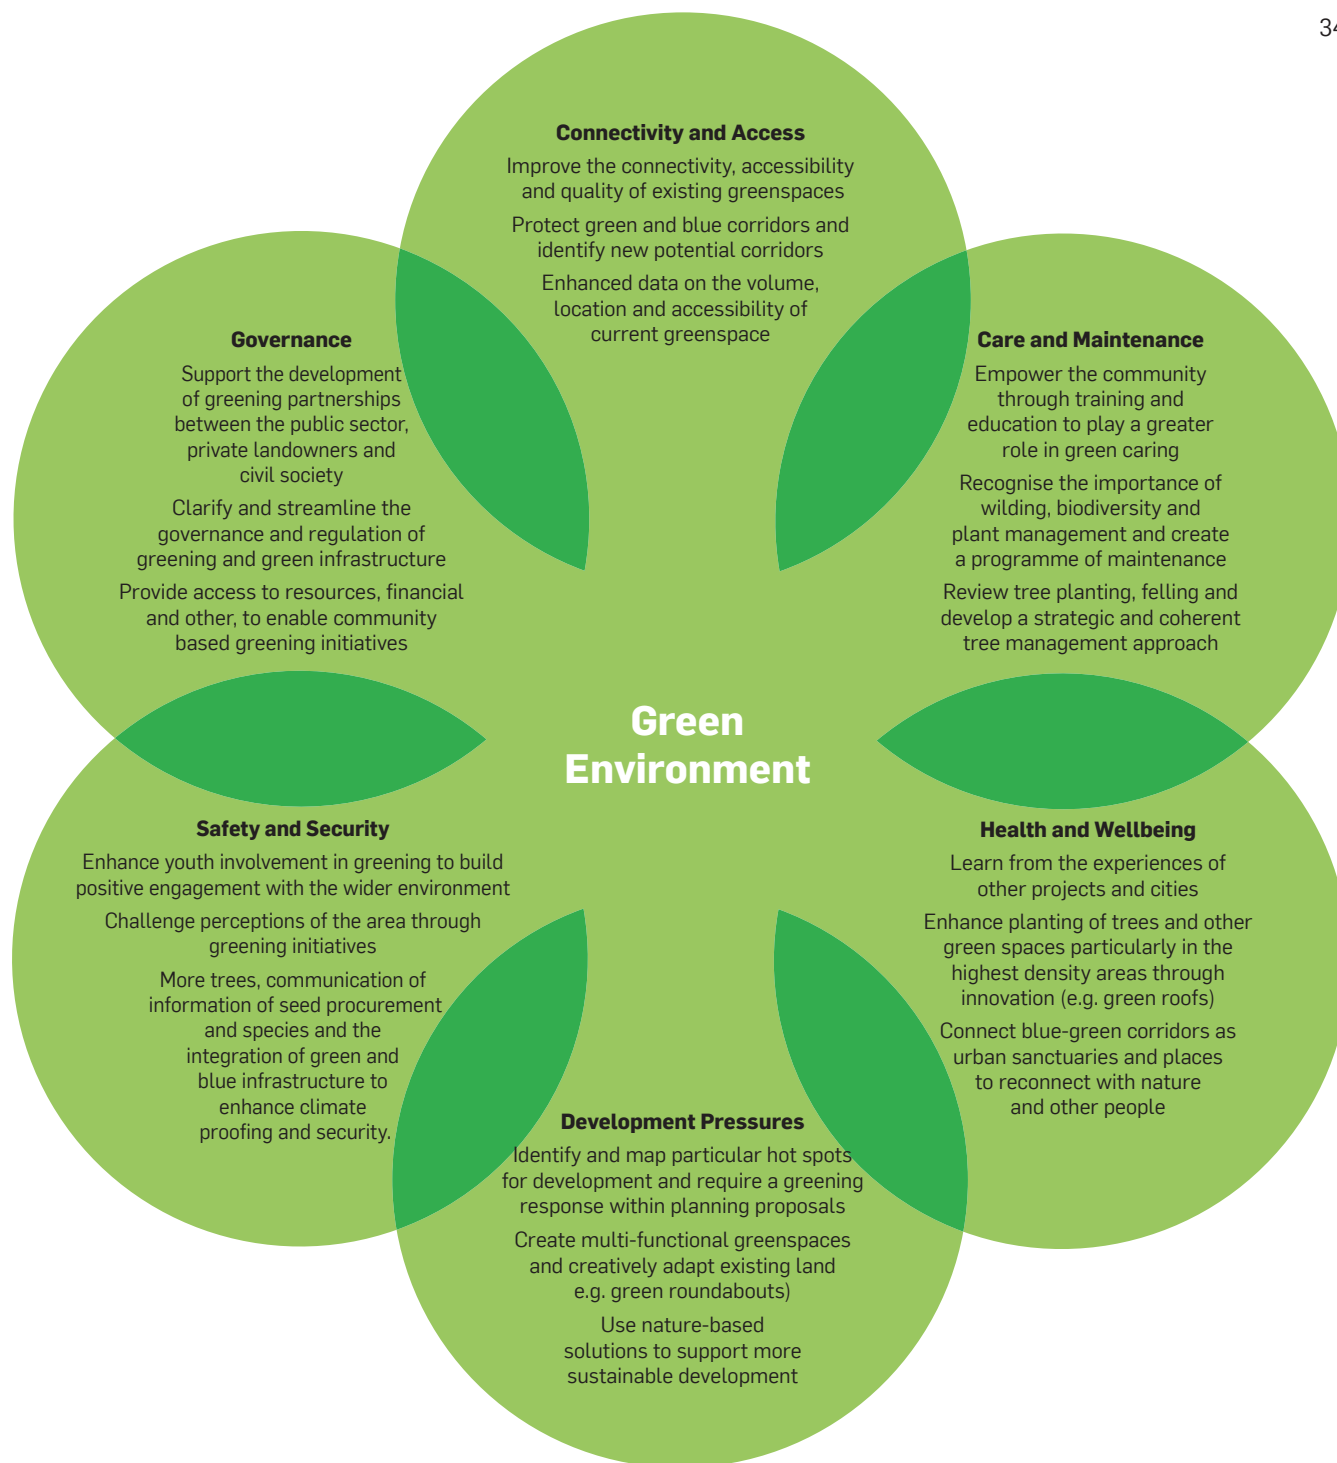 34
Connectivity and Access
Improve the connectivity, accessibility
and quality of existing greenspaces
Protect green and blue corridors and
identify new potential corridors
Enhanced data on the volume,
location and accessibility of
current greenspace
Governance
Support the development
of greening partnerships
between the public sector,
private landowners and
civil society
Clarify and streamline the
governance and regulation of
greening and green infrastructure
Provide access to resources, financial
and other, to enable community
based greening initiatives
Care and Maintenance
Empower the community
through training and
education to play a greater
role in green caring
Recognise the importance of
wilding, biodiversity and
plant management and create
a programme of maintenance
Review tree planting, felling and
develop a strategic and coherent
tree management approach
Green
Environment
Safety and Security
Enhance youth involvement in greening to build
positive engagement with the wider environment
Challenge perceptions of the area through
greening initiatives
More trees, communication of
information of seed procurement
and species and the
integration of green and
blue infrastructure to
enhance climate
proofing and security.
Health and Wellbeing
Learn from the experiences of
other projects and cities
Enhance planting of trees and other
green spaces particularly in the
highest density areas through
innovation (e.g. green roofs)
Connect blue-green corridors as
urban sanctuaries and places
to reconnect with nature
and other people
Development Pressures
Identify and map particular hot spots
for development and require a greening
response within planning proposals
Create multi-functional greenspaces
and creatively adapt existing land
e.g. green roundabouts)
Use nature-based
solutions to support more
sustainable development